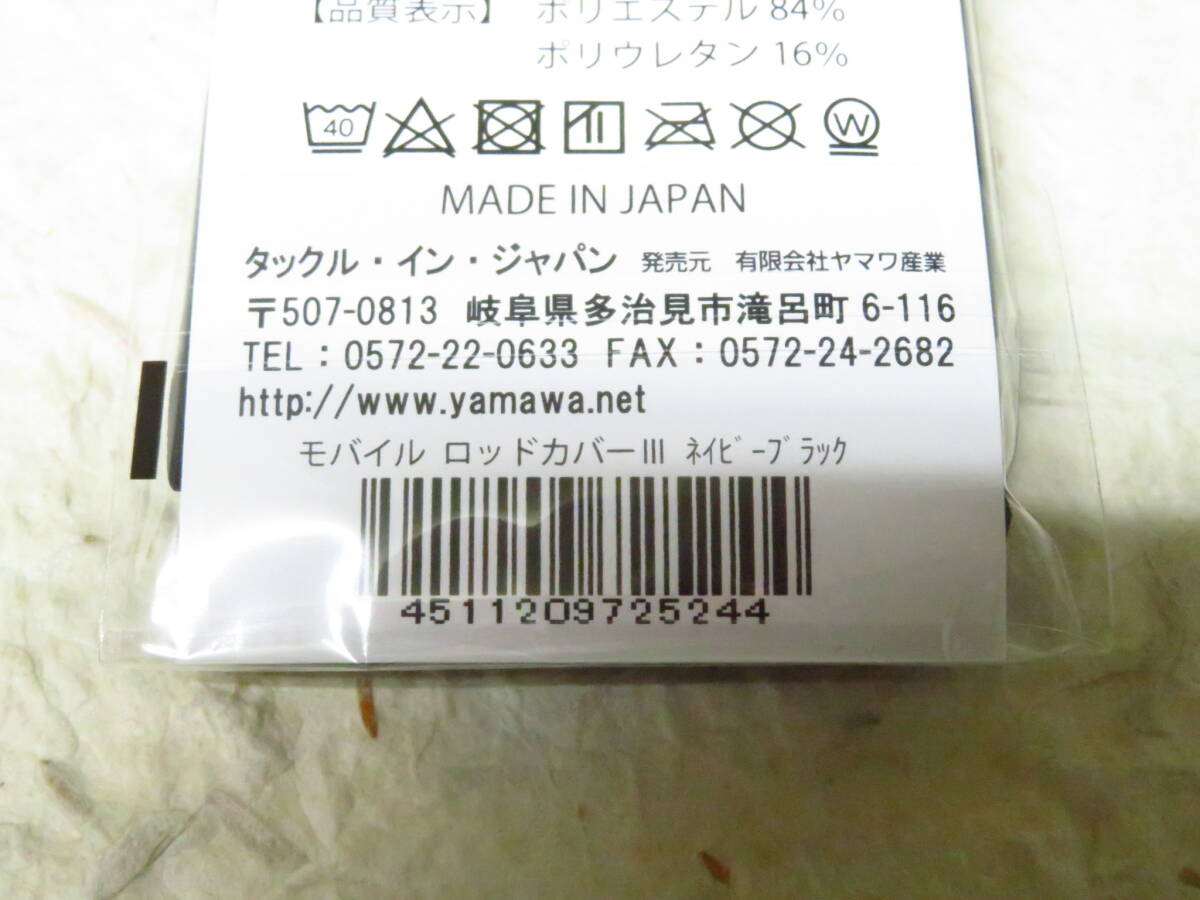 【品質表示】 ポリエステル 84%
ポリウレタン 16%
40 W
MADE IN JAPAN
タックル・イン・ジャパン 発売元 有限会社ヤマワ産業
〒507-0813 岐阜県多治見市滝呂町 6-116
TEL : 0572-22-0633 FAX : 0572-24-2682
http://www.yamawa.net
モバイル ロッドカバーⅢ ﾈｲﾋﾞｰﾌﾞﾗｯｸ
4511209725244